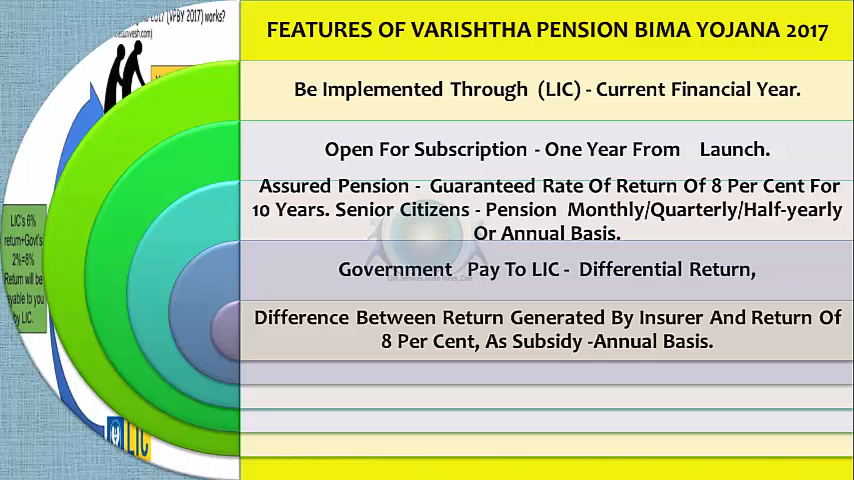 (VPBY 2017) works?
FEATURES OF VARISHTHA PENSION BIMA YOJANA 2017
Be Implemented Through (LIC) - Current Financial Year.
Open For Subscription - One Year From Launch.
Assured Pension - Guaranteed Rate Of Return Of 8 Per Cent For
10 Years. Senior Citizens - Pension Monthly/Quarterly/Half-yearly
Or Annual Basis.
Government Pay To LIC - Differential Return,
Difference Between Return Generated By Insurer And Return Of
8 Per Cent, As Subsidy -Annual Basis.
LIC's 6%
return+Govt's
2%=8%
Return will be
to you
by LIC.
LIC